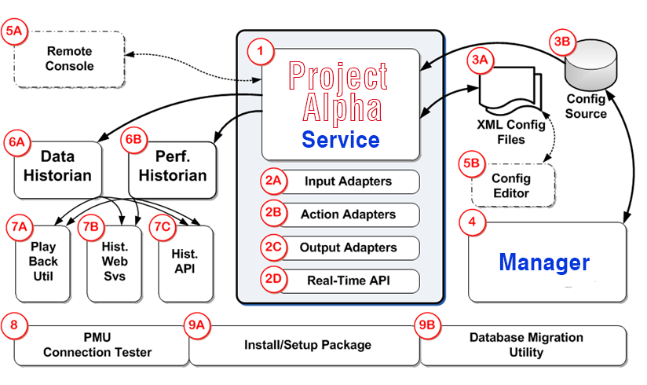 5A
Remote
Console
1
Project
Alpha
Service
3A
XML Config
Files
3B
Config
Source
6A
Data
Historian
6B
Perf.
Historian
2A
Input Adapters
2B
Action Adapters
2C
Output Adapters
2D
Real-Time API
5B
Config
Editor
4
Manager
7A
Play
Back
Util
7B
Hist.
Web
Svs
7C
Hist.
API
8
PMU
Connection Tester
9A
Install/Setup Package
9B
Database Migration
Utility